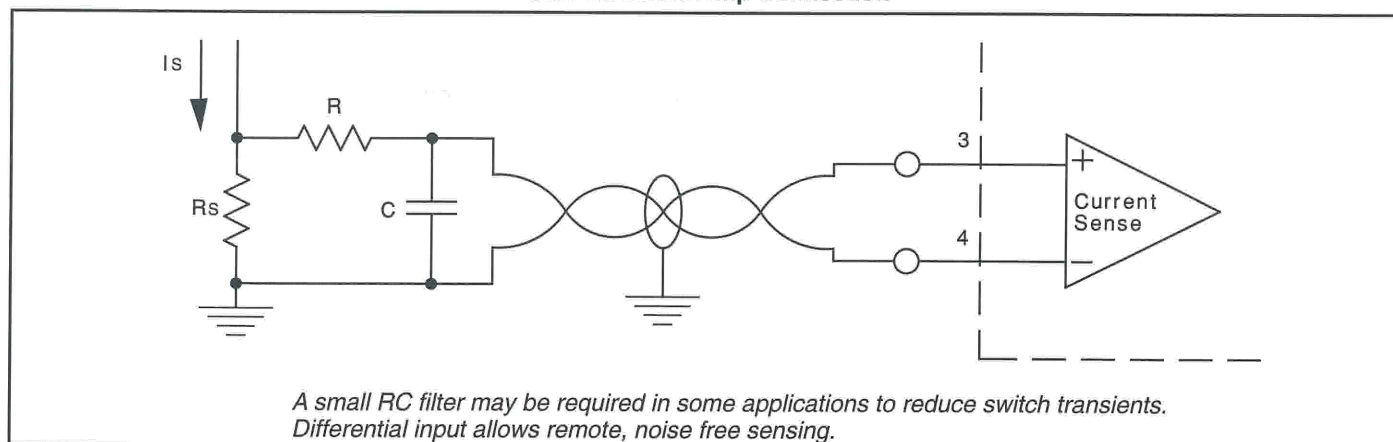 Is
R
Rs
C
3
4
+
Current
Sense
−
A small RC filter may be required in some applications to reduce switch transients.
Differential input allows remote, noise free sensing.